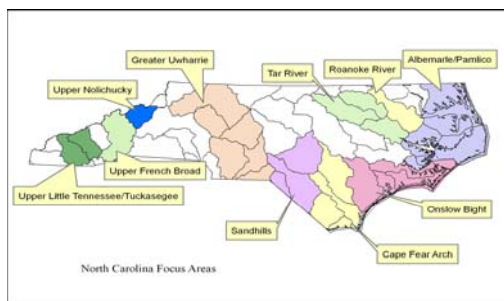 Greater Uwharrie
Albemarle/Pamlico
Roanoke River
Tar River
Upper Nolichucky
Upper French Broad
Upper Little Tennessee/Tuckasegee
Onslow Bight
Sandhills
Cape Fear Arch
North Carolina Focus Areas